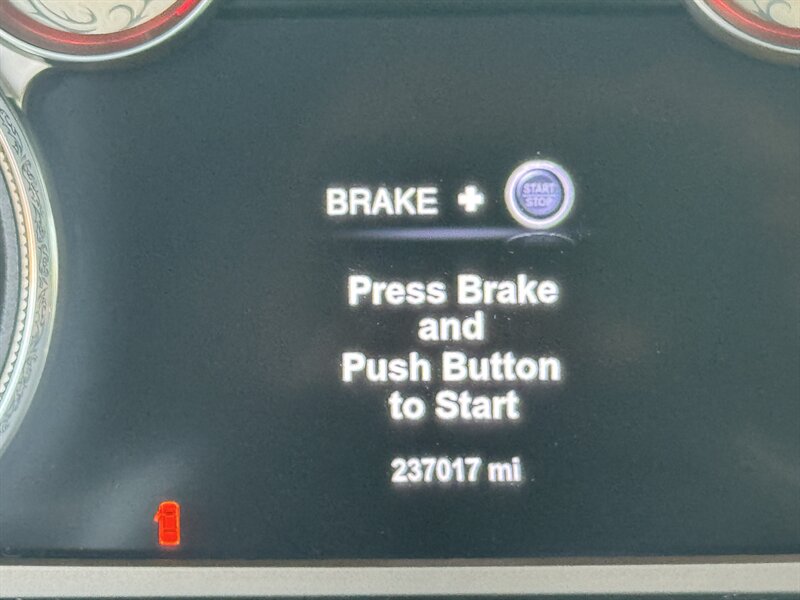 BRAKE + START
STOP
Press Brake
and
Push Button
to Start
237017 mi